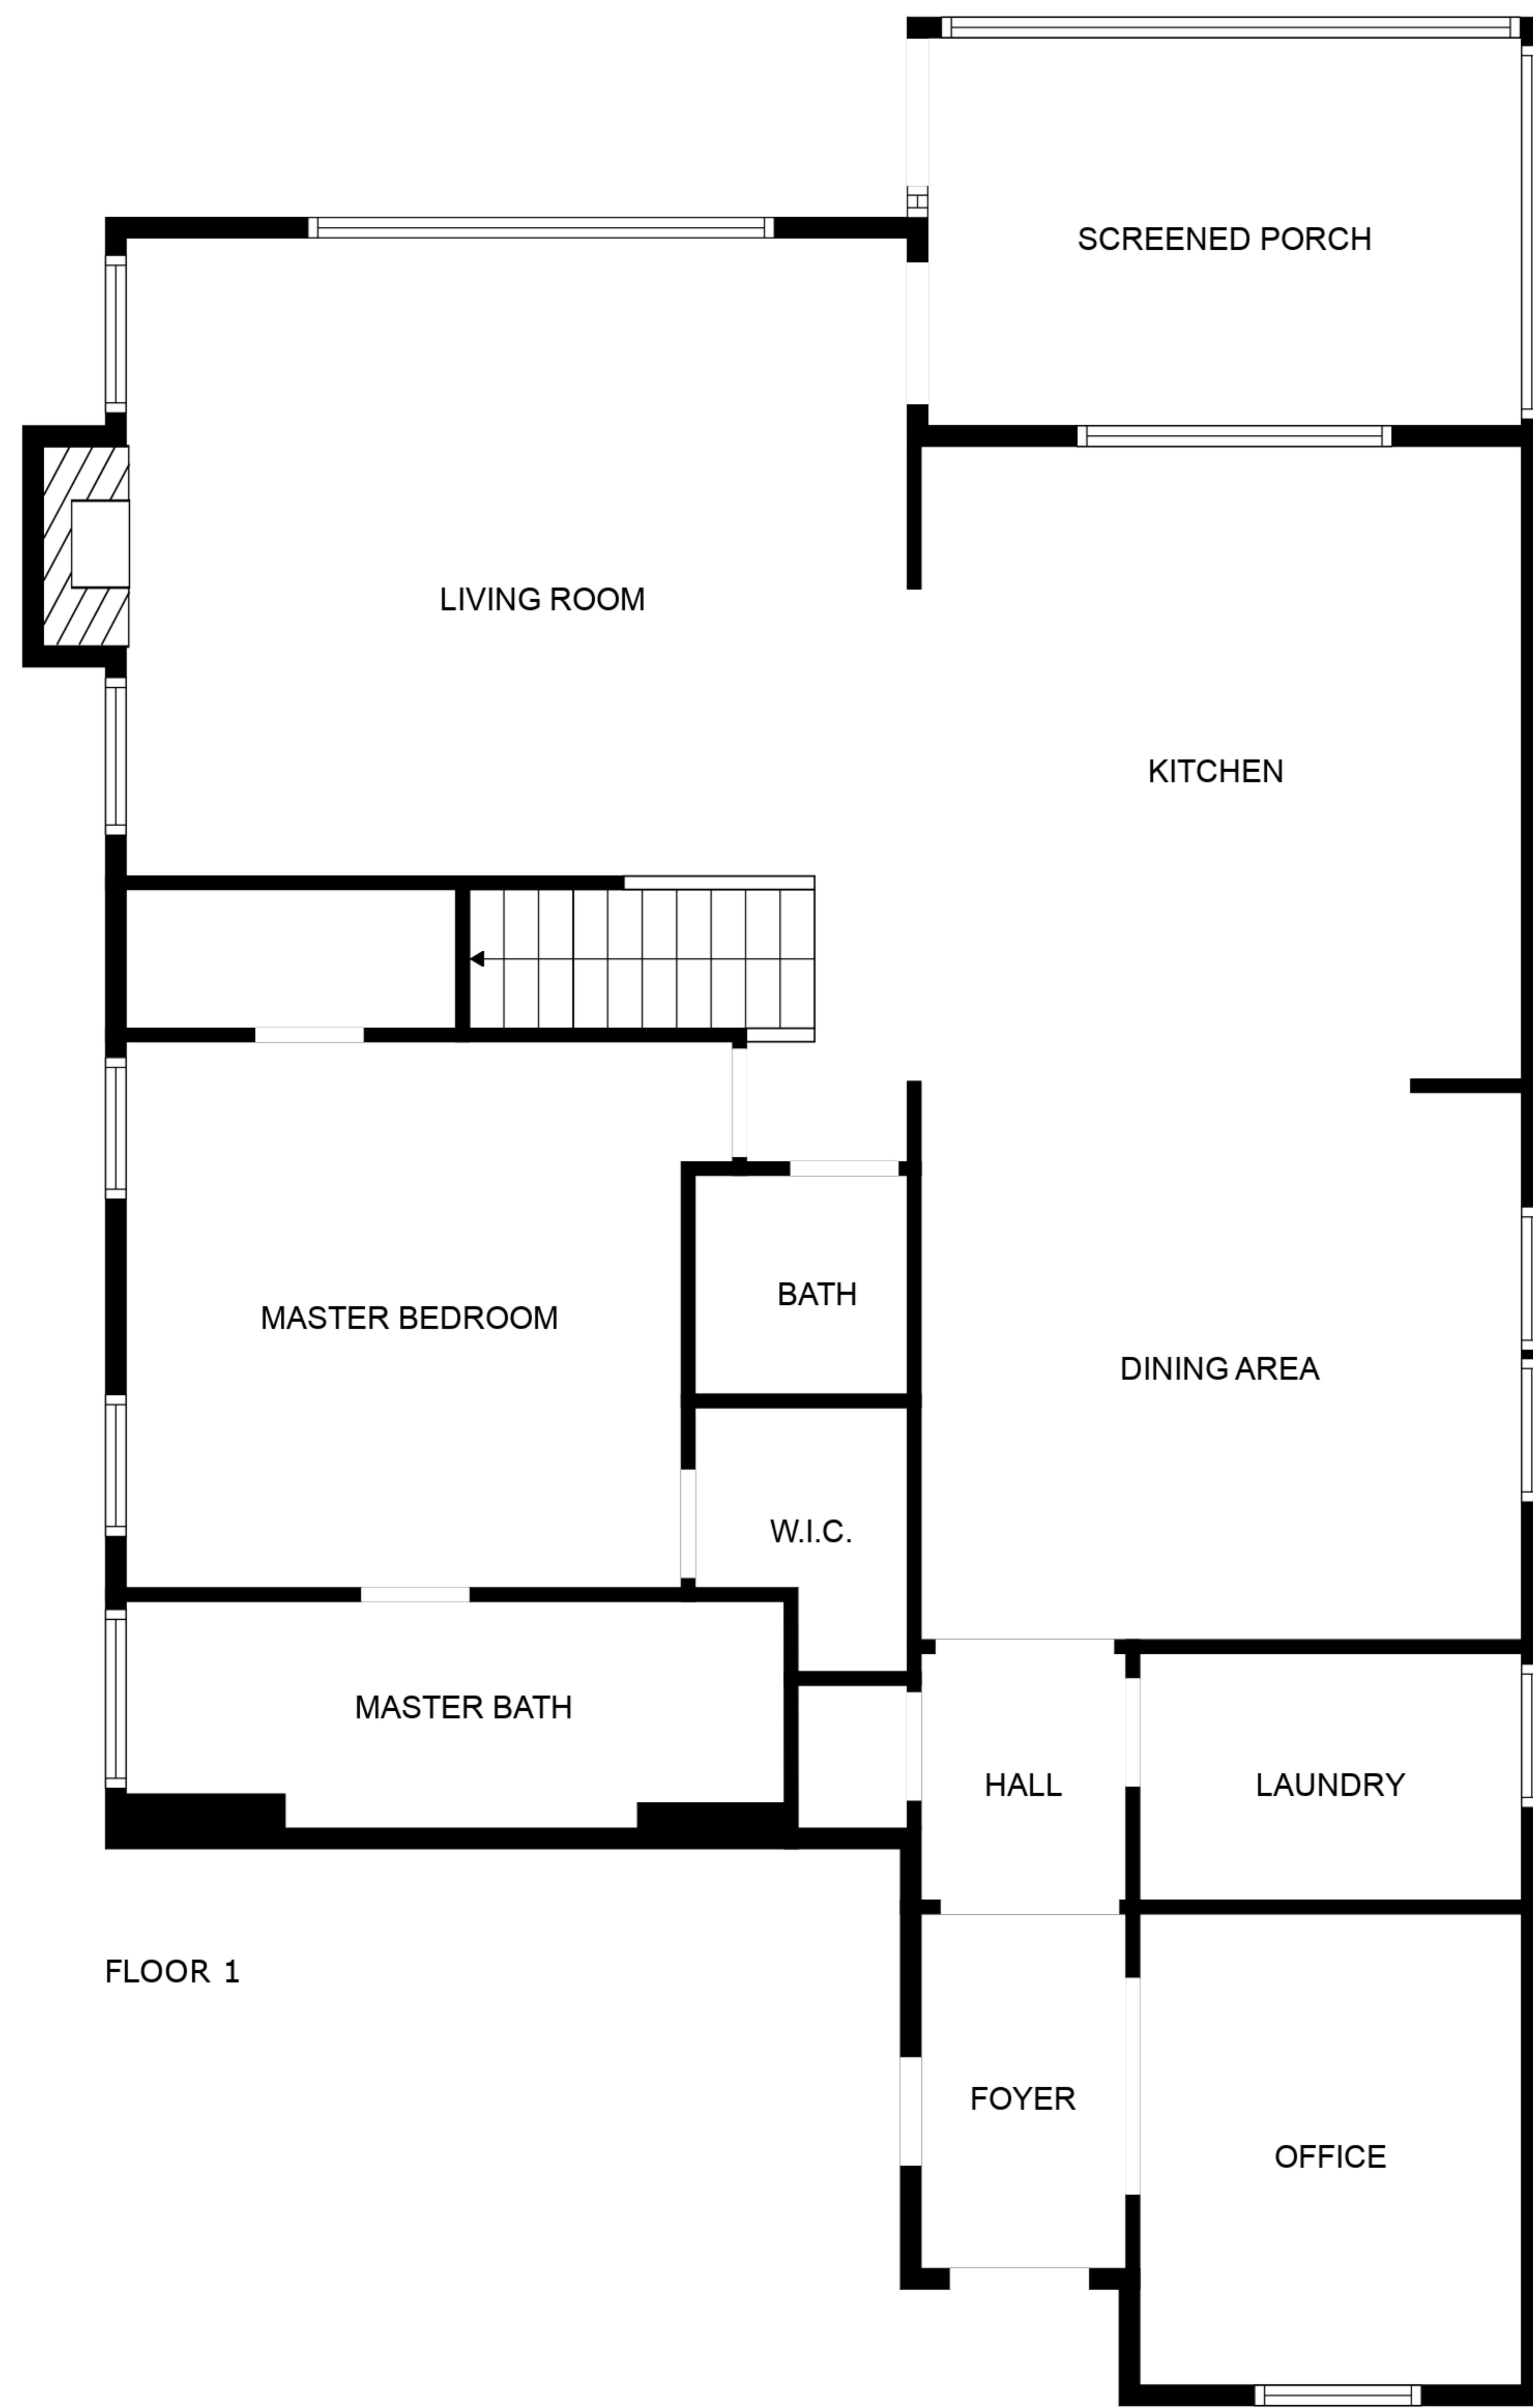 SCREENED PORCH
LIVING ROOM
KITCHEN
BATH
MASTER BEDROOM
DINING AREA
W.I.C.
MASTER BATH
HALL
LAUNDRY
FLOOR 1
FOYER
OFFICE